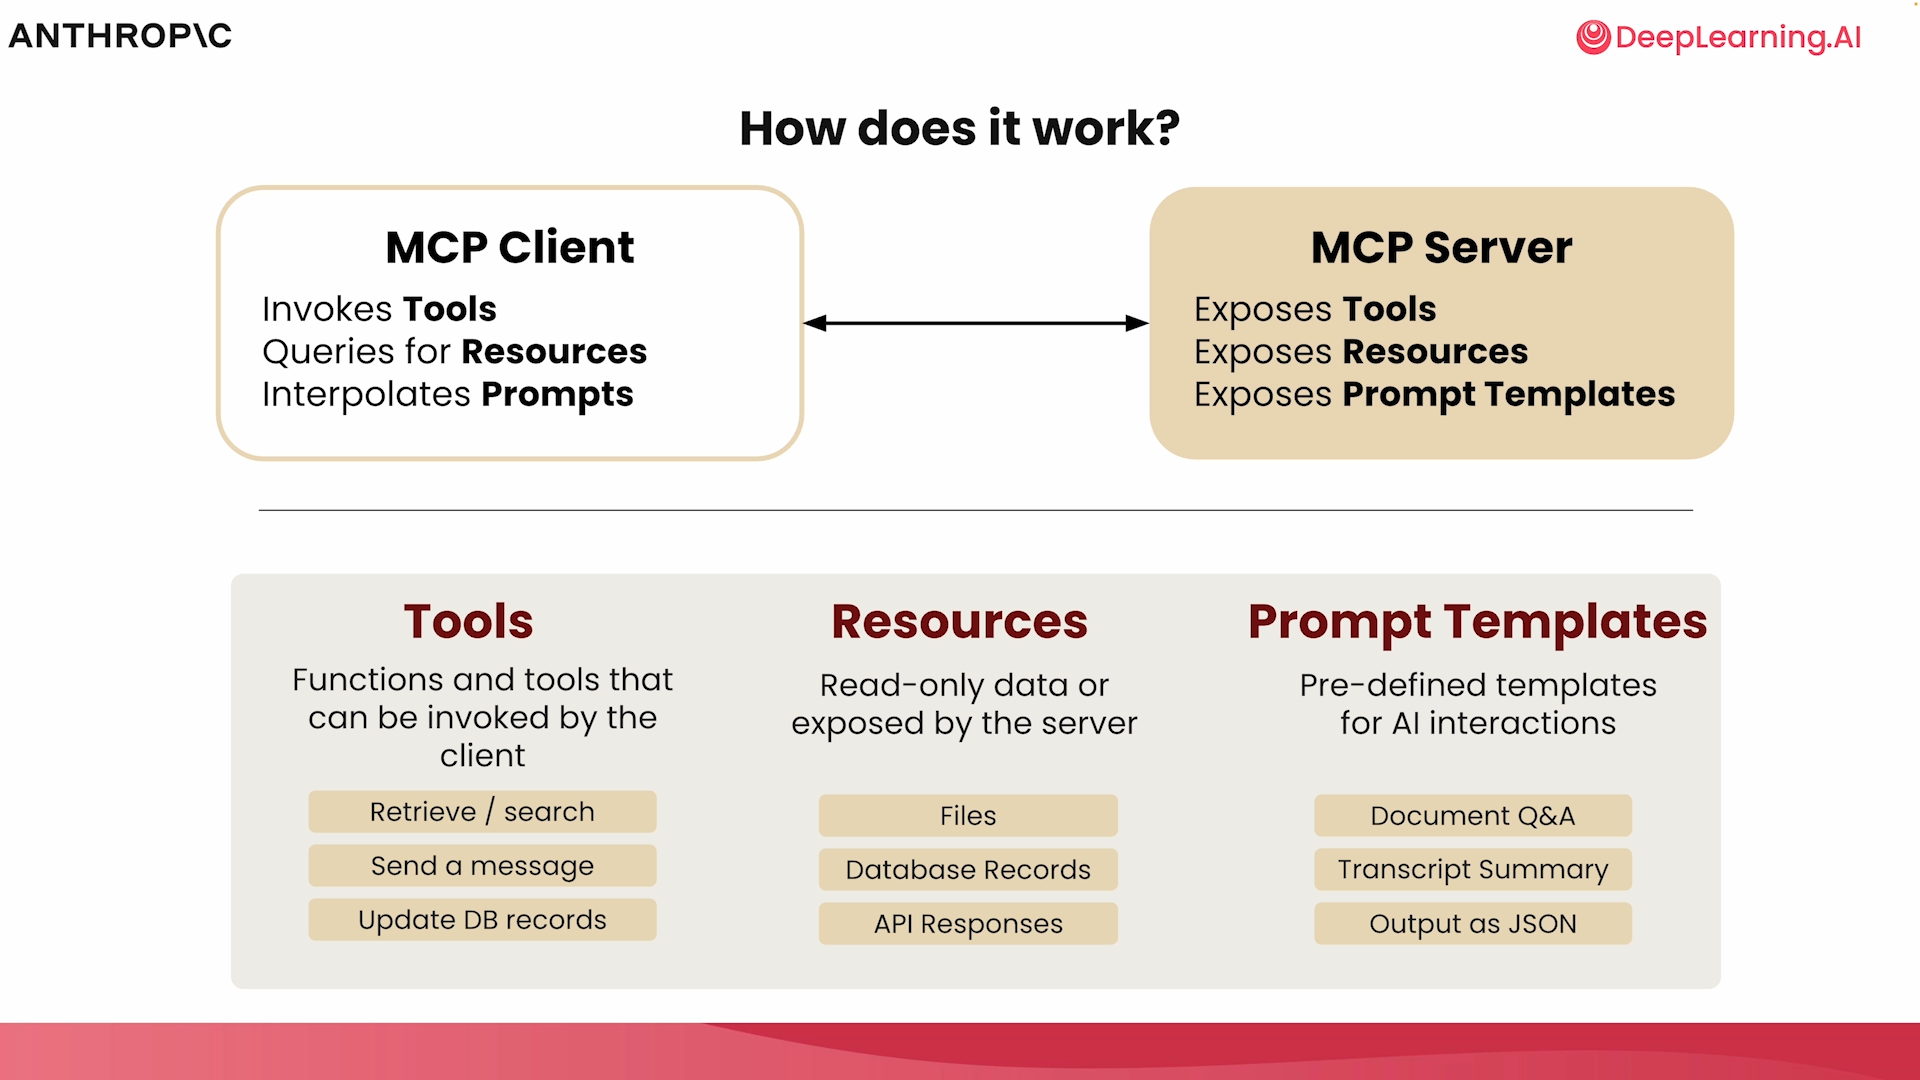 ANTHROP\C
DeepLearning.AI
How does it work?
MCP Client
Invokes Tools
Queries for Resources
Interpolates Prompts
MCP Server
Exposes Tools
Exposes Resources
Exposes Prompt Templates
Tools
Functions and tools that
can be invoked by the
client
Retrieve / search
Send a message
Update DB records
Resources
Read-only data or
exposed by the server
Files
Database Records
API Responses
Prompt Templates
Pre-defined templates
for AI interactions
Document Q&A
Transcript Summary
Output as JSON